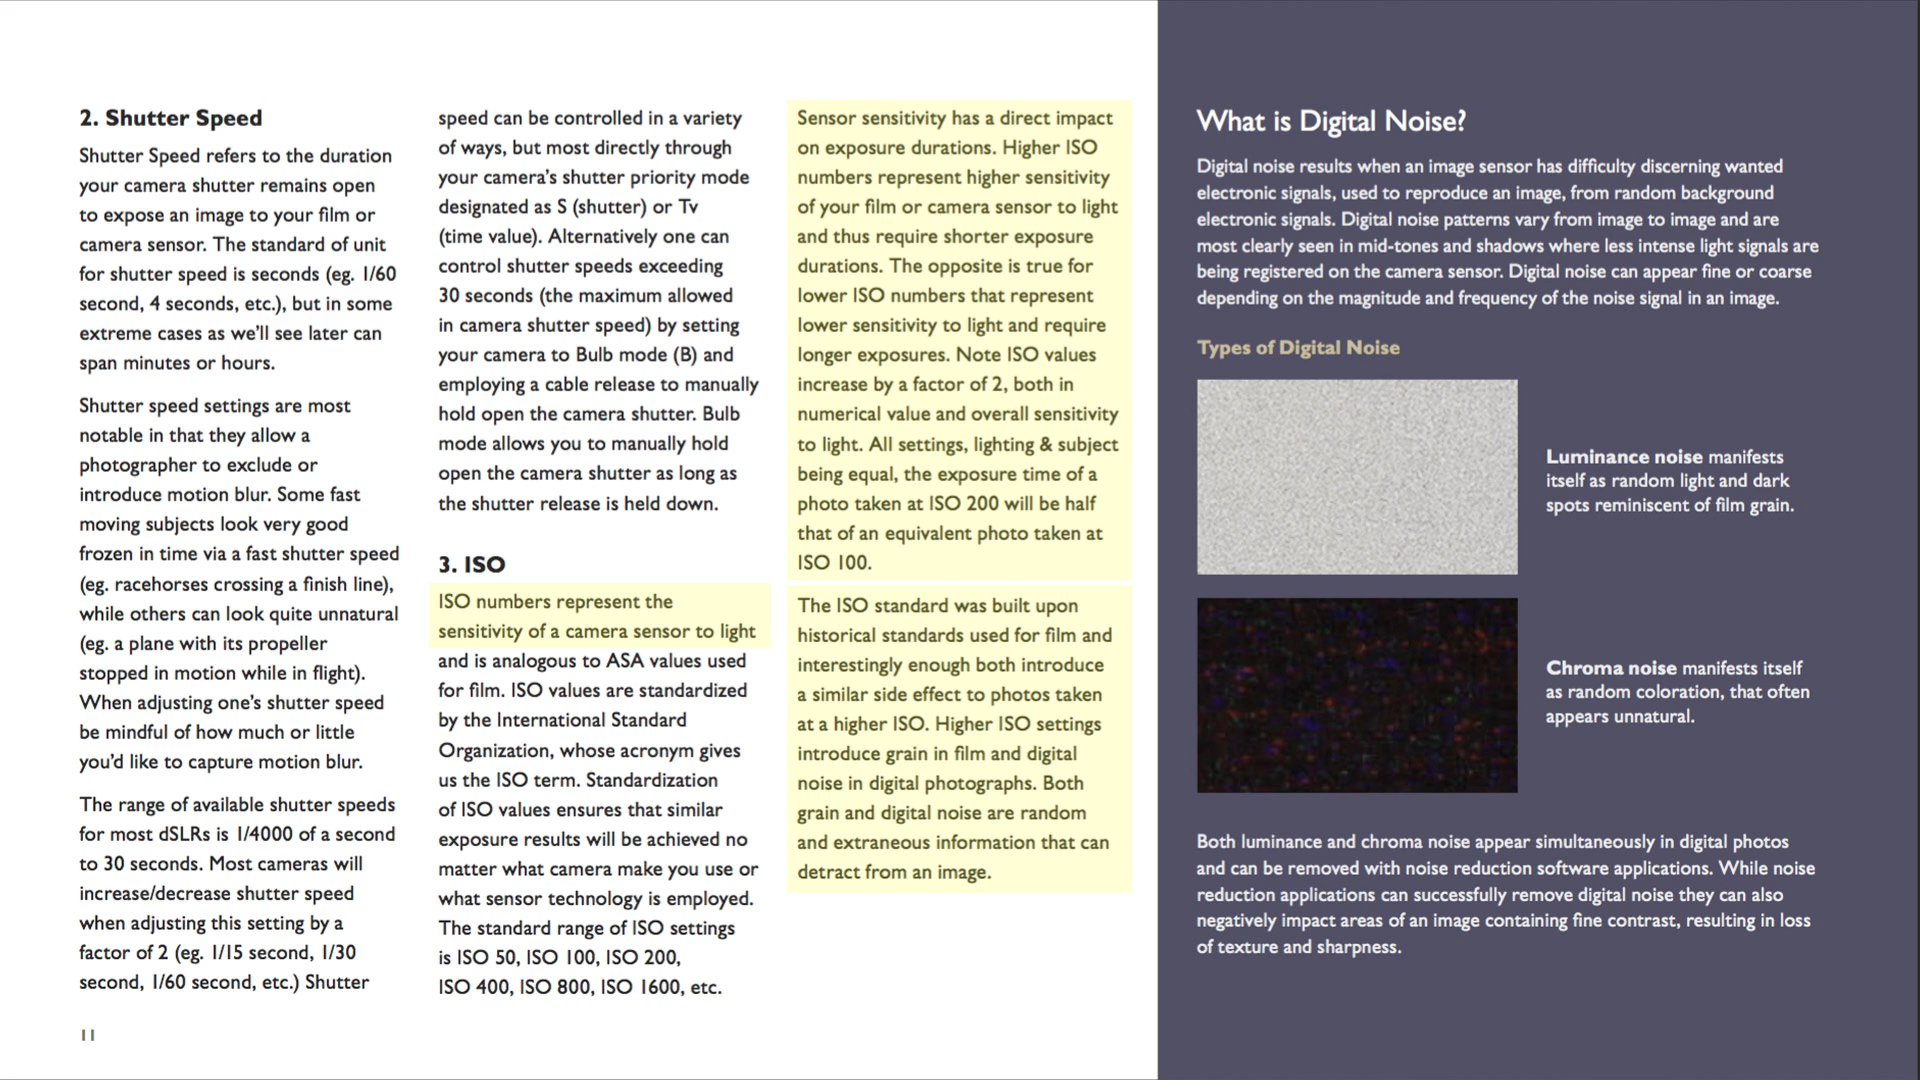 2. Shutter Speed
Shutter Speed refers to the duration
your camera shutter remains open
to expose an image to your film or
camera sensor. The standard of unit
for shutter speed is seconds (eg. 1/60
second, 4 seconds, etc.), but in some
extreme cases as we'll see later can
span minutes or hours.
Shutter speed settings are most
notable in that they allow a
photographer to exclude or
introduce motion blur. Some fast
moving subjects look very good
frozen in time via a fast shutter speed
(eg. racehorses crossing a finish line),
while others can look quite unnatural
(eg. a plane with its propeller
stopped in motion while in flight).
When adjusting one's shutter speed
be mindful of how much or little
you'd like to capture motion blur.
The range of available shutter speeds
for most dSLRs is 1/4000 of a second
to 30 seconds. Most cameras will
increase/decrease shutter speed
when adjusting this setting by a
factor of 2 (eg. 1/15 second, 1/30
second, 1/60 second, etc.) Shutter
speed can be controlled in a variety
of ways, but most directly through
your camera's shutter priority mode
designated as S (shutter) or Tv
(time value). Alternatively one can
control shutter speeds exceeding
30 seconds (the maximum allowed
in camera shutter speed) by setting
your camera to Bulb mode (B) and
employing a cable release to manually
hold open the camera shutter. Bulb
mode allows you to manually hold
open the camera shutter as long as
the shutter release is held down.
3. ISO
ISO numbers represent the
sensitivity of a camera sensor to light
and is analogous to ASA values used
for film. ISO values are standardized
by the International Standard
Organization, whose acronym gives
us the ISO term. Standardization
of ISO values ensures that similar
exposure results will be achieved no
matter what camera make you use or
what sensor technology is employed.
The standard range of ISO settings
is ISO 50, ISO 100, ISO 200,
ISO 400, ISO 800, ISO 1600, etc.
Sensor sensitivity has a direct impact
on exposure durations. Higher ISO
numbers represent higher sensitivity
of your film or camera sensor to light
and thus require shorter exposure
durations. The opposite is true for
lower ISO numbers that represent
lower sensitivity to light and require
longer exposures. Note ISO values
increase by a factor of 2, both in
numerical value and overall sensitivity
to light. All settings, lighting & subject
being equal, the exposure time of a
photo taken at ISO 200 will be half
that of an equivalent photo taken at
ISO 100.
The ISO standard was built upon
historical standards used for film and
interestingly enough both introduce
a similar side effect to photos taken
at a higher ISO. Higher ISO settings
introduce grain in film and digital
noise in digital photographs. Both
grain and digital noise are random
and extraneous information that can
detract from an image.
11
What is Digital Noise?
Digital noise results when an image sensor has difficulty discerning wanted
electronic signals, used to reproduce an image, from random background
electronic signals. Digital noise patterns vary from image to image and are
most clearly seen in mid-tones and shadows where less intense light signals are
being registered on the camera sensor. Digital noise can appear fine or coarse
depending on the magnitude and frequency of the noise signal in an image.
Types of Digital Noise
Luminance noise manifests
itself as random light and dark
spots reminiscent of film grain.
Chroma noise manifests itself
as random coloration, that often
appears unnatural.
Both luminance and chroma noise appear simultaneously in digital photos
and can be removed with noise reduction software applications. While noise
reduction applications can successfully remove digital noise they can also
negatively impact areas of an image containing fine contrast, resulting in loss
of texture and sharpness.